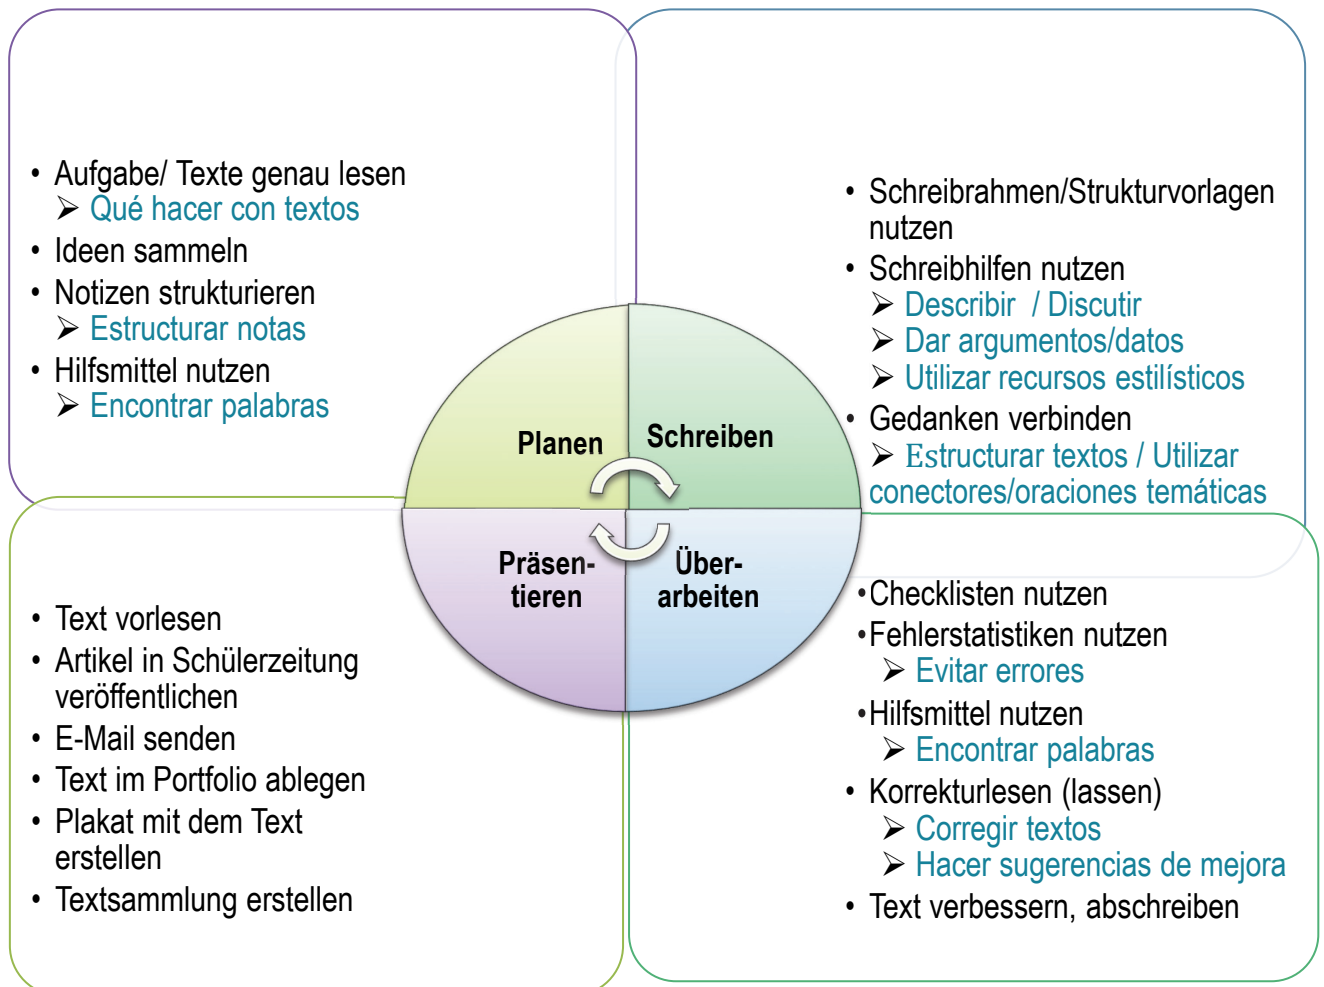 • Aufgabe/ Texte genau lesen
➢ Qué hacer con textos
• Ideen sammeln
• Notizen strukturieren
➢ Estructurar notas
• Hilfsmittel nutzen
➢ Encontrar palabras
• Schreibrahmen/Strukturvorlagen
nutzen
• Schreibhilfen nutzen
➢ Describir / Discutir
➢ Dar argumentos/datos
➢ Utilizar recursos estilísticos
• Gedanken verbinden
➢ Estructurar textos / Utilizar
conectores/oraciones temáticas
Planen
Schreiben
Präsen-
tieren
Über-
arbeiten
• Text vorlesen
• Artikel in Schülerzeitung
veröffentlichen
• E-Mail senden
• Text im Portfolio ablegen
• Plakat mit dem Text
erstellen
• Textsammlung erstellen
•Checklisten nutzen
•Fehlerstatistiken nutzen
➢ Evitar errores
•Hilfsmittel nutzen
➢ Encontrar palabras
• Korrekturlesen (lassen)
➢ Corregir textos
➢ Hacer sugerencias de mejora
• Text verbessern, abschreiben